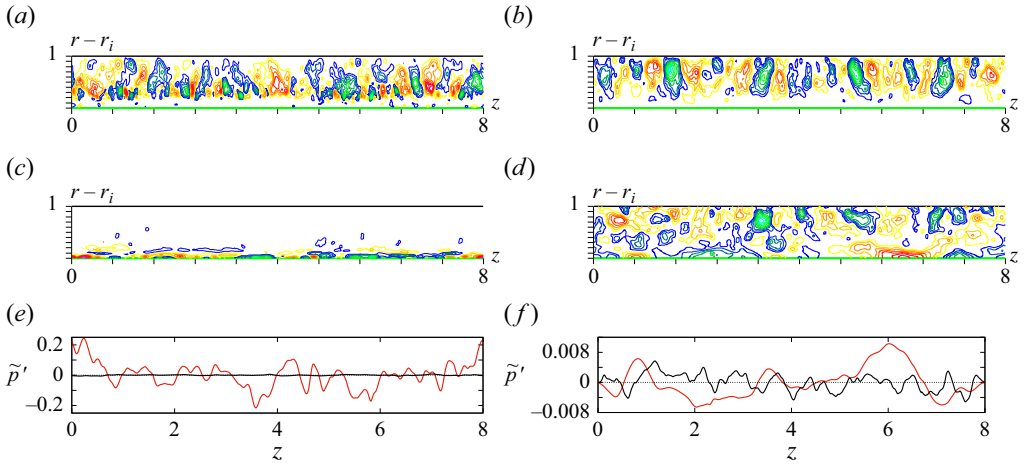 (a) (b)
r – r_i r – r_i
1 1
z z
0 8 0 8
(c) (d)
r – r_i r – r_i
1 1
z z
0 8 0 8
(e) (f)
0.2 0.008
p̃′ 0 p̃′ 0
–0.2 –0.008
0 2 4 6 8 0 2 4 6 8
z z